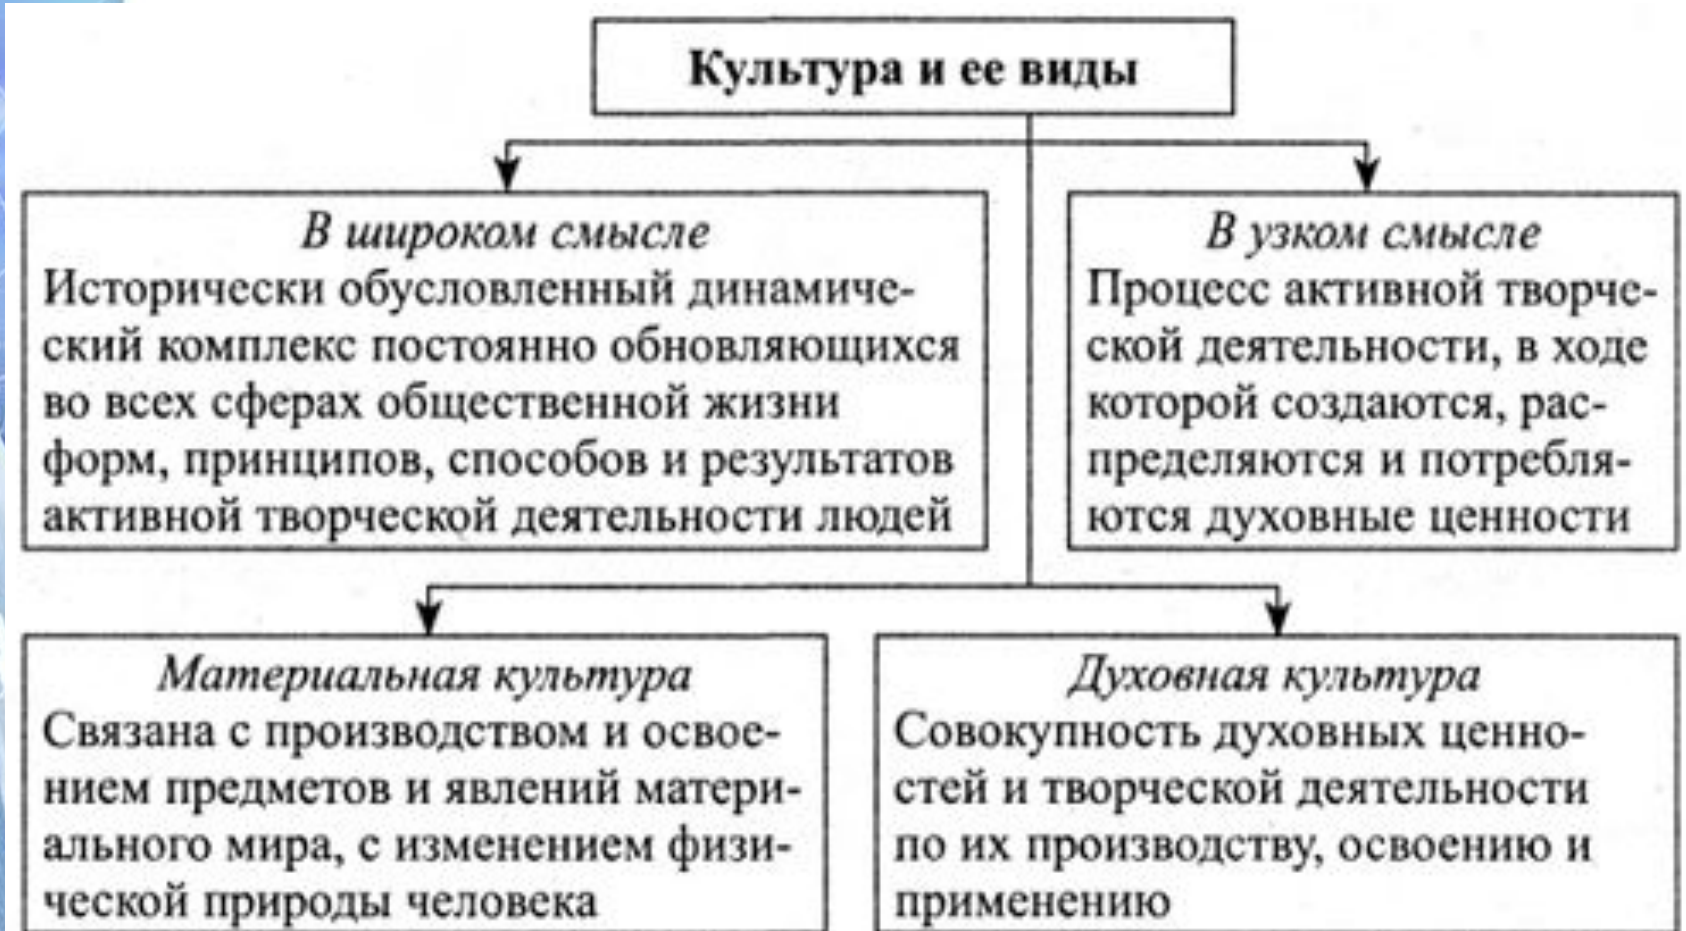 Культура и ее виды
В широком смысле
Исторически обусловленный динамиче-
ский комплекс постоянно обновляющихся
во всех сферах общественной жизни
форм, принципов, способов и результатов
активной творческой деятельности людей
В узком смысле
Процесс активной творче-
ской деятельности, в ходе
которой создаются, рас-
пределяются и потребля-
ются духовные ценности
Материальная культура
Связана с производством и освое-
нием предметов и явлений матери-
ального мира, с изменением физи-
ческой природы человека
Духовная культура
Совокупность духовных ценно-
стей и творческой деятельности
по их производству, освоению и
применению